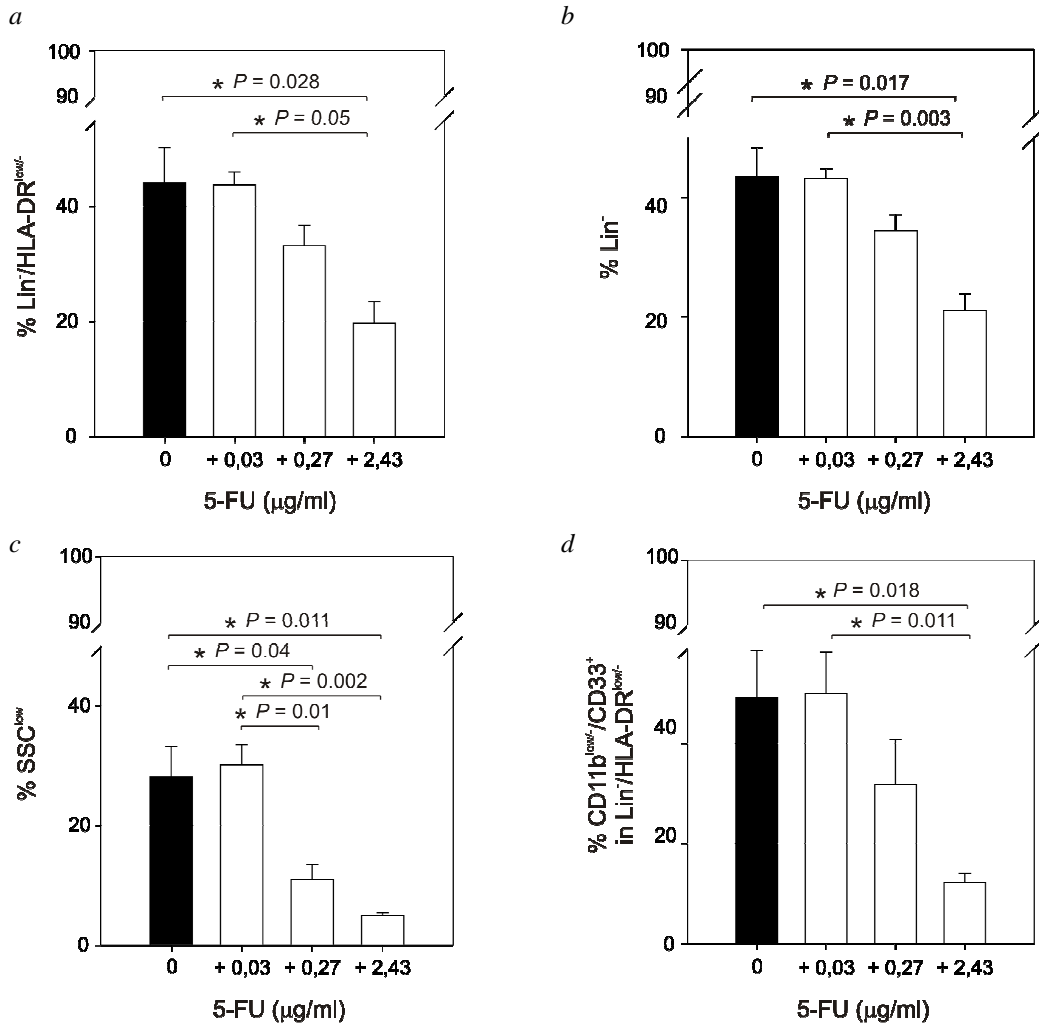 a
100
90
* P = 0.028
* P = 0.05
40
20
0
% Lin⁻/HLA-DRlow/-
0 + 0,03 + 0,27 + 2,43
5-FU (µg/ml)
b
100
90
* P = 0.017
* P = 0.003
40
20
0
% Lin⁻
0 + 0,03 + 0,27 + 2,43
5-FU (µg/ml)
c
100
90
* P = 0.011
* P = 0.04
* P = 0.002
* P = 0.01
40
20
0
% SSClow
0 + 0,03 + 0,27 + 2,43
5-FU (µg/ml)
d
100
90
* P = 0.018
* P = 0.011
40
20
0
% CD11blow/-/CD33⁺
in Lin⁻/HLA-DRlow/-
0 + 0,03 + 0,27 + 2,43
5-FU (µg/ml)